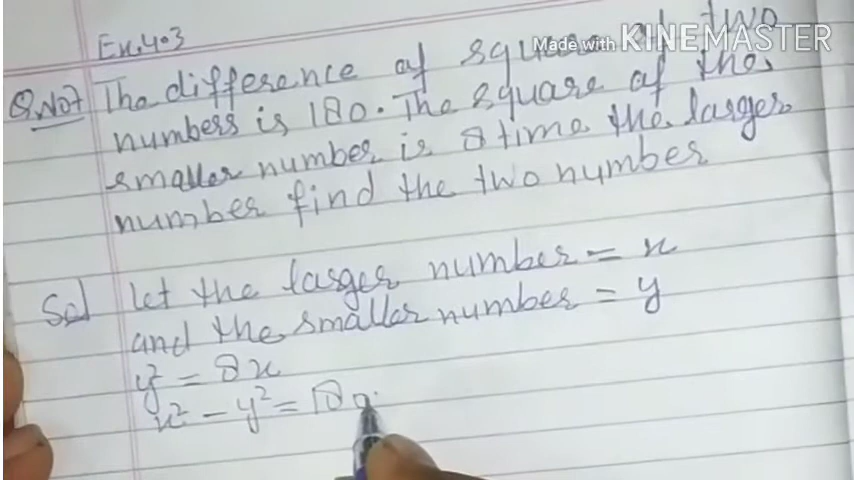 Ex.4.3
Made with KINEMASTER
Q.No7 The difference of square of two
numbers is 180. The square of the
smaller number is 8 time the larger
number find the two number
Sol let the larger number = x
and the smaller number = y
y² = 8x
x² - y² = 180